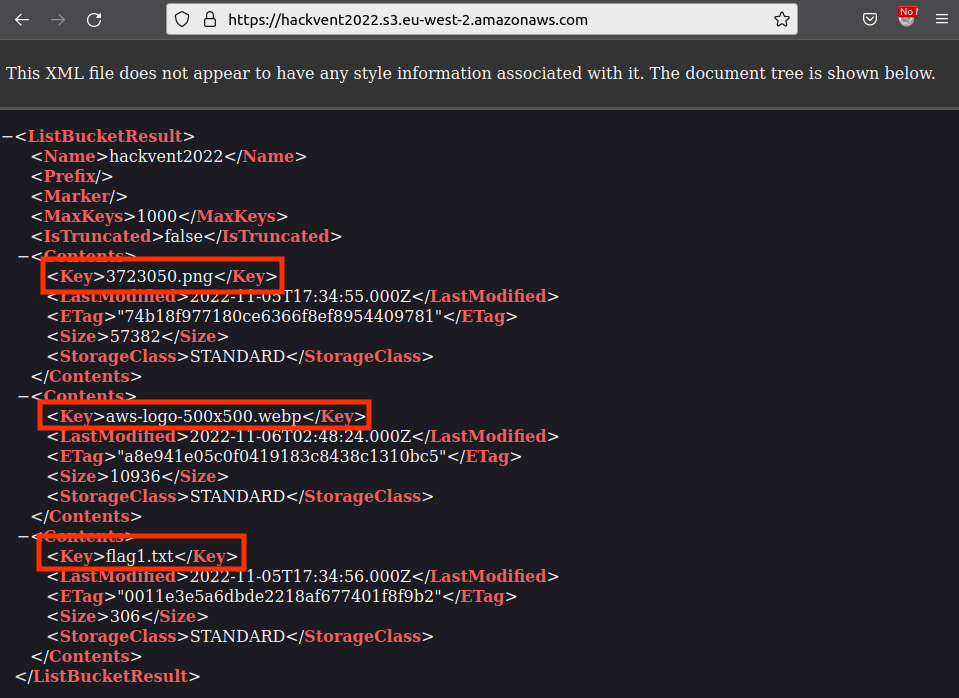 https://hackvent2022.s3.eu-west-2.amazonaws.com
No
This XML file does not appear to have any style information associated with it. The document tree is shown below.
−<ListBucketResult>
<Name>hackvent2022</Name>
<Prefix/>
<Marker/>
<MaxKeys>1000</MaxKeys>
<IsTruncated>false</IsTruncated>
−<Contents>
<Key>3723050.png</Key>
<LastModified>2022-11-05T17:34:55.000Z</LastModified>
<ETag>"74b18f977180ce6366f8ef8954409781"</ETag>
<Size>57382</Size>
<StorageClass>STANDARD</StorageClass>
</Contents>
−<Contents>
<Key>aws-logo-500x500.webp</Key>
<LastModified>2022-11-06T02:48:24.000Z</LastModified>
<ETag>"a8e941e05c0f0419183c8438c1310bc5"</ETag>
<Size>10936</Size>
<StorageClass>STANDARD</StorageClass>
</Contents>
−<Contents>
<Key>flag1.txt</Key>
<LastModified>2022-11-05T17:34:56.000Z</LastModified>
<ETag>"0011e3e5a6dbde2218af677401f8f9b2"</ETag>
<Size>306</Size>
<StorageClass>STANDARD</StorageClass>
</Contents>
</ListBucketResult>